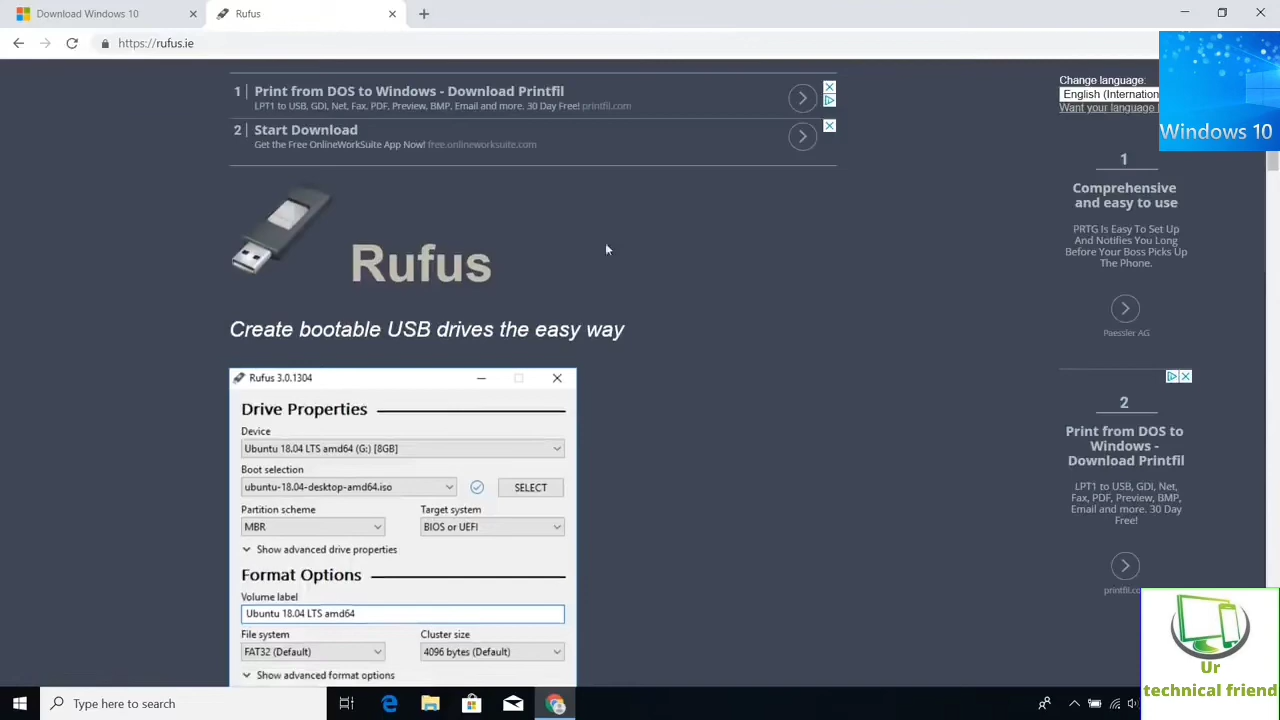 Download Windows 10
Rufus
https://rufus.ie
1 Print from DOS to Windows - Download Printfil
LPT1 to USB, GDI, Net, Fax, PDF, Preview, BMP, Email and more. 30 Day Free! printfil.com
2 Start Download
Get the Free OnlineWorkSuite App Now! free.onlineworksuite.com
Change language:
English (Internation
Want your language l
Windows 10
Rufus
Create bootable USB drives the easy way
Rufus 3.0.1304
Drive Properties
Device
Ubuntu 18.04 LTS amd64 (G:) [8GB]
Boot selection
ubuntu-18.04-desktop-amd64.iso
SELECT
Partition scheme
Target system
MBR
BIOS or UEFI
Show advanced drive properties
Format Options
Volume label
Ubuntu 18.04 LTS amd64
File system
Cluster size
FAT32 (Default)
4096 bytes (Default)
Show advanced format options
1
Comprehensive
and easy to use
PRTG Is Easy To Set Up
And Notifies You Long
Before Your Boss Picks Up
The Phone.
Paessler AG
2
Print from DOS to
Windows -
Download Printfil
LPT1 to USB, GDI, Net,
Fax, PDF, Preview, BMP,
Email and more. 30 Day
Free!
printfil.co
Ur
technical friend
Type here to search